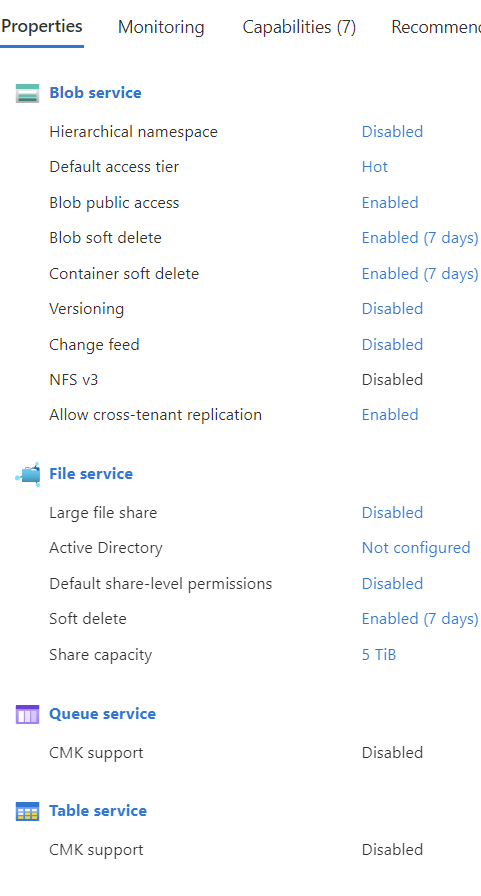 Properties Monitoring Capabilities (7)
Blob service
Hierarchical namespace Disabled
Default access tier Hot
Blob public access Enabled
Blob soft delete Enabled (7 days)
Container soft delete Enabled (7 days)
Versioning Disabled
Change feed Disabled
NFS v3 Disabled
Allow cross-tenant replication Enabled
File service
Large file share Disabled
Active Directory Not configured
Default share-level permissions Disabled
Soft delete Enabled (7 days)
Share capacity 5 TiB
Queue service
CMK support Disabled
Table service
CMK support Disabled